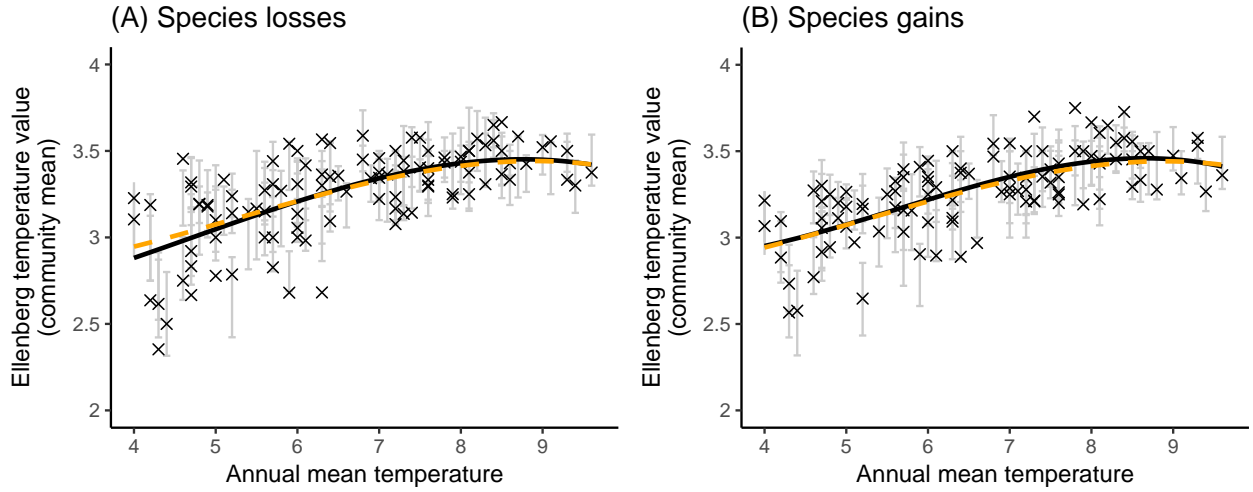 (A) Species losses
Ellenberg temperature value
(community mean)
4
3.5
3
2.5
2
4 5 6 7 8 9
Annual mean temperature
(B) Species gains
Ellenberg temperature value
(community mean)
4
3.5
3
2.5
2
4 5 6 7 8 9
Annual mean temperature